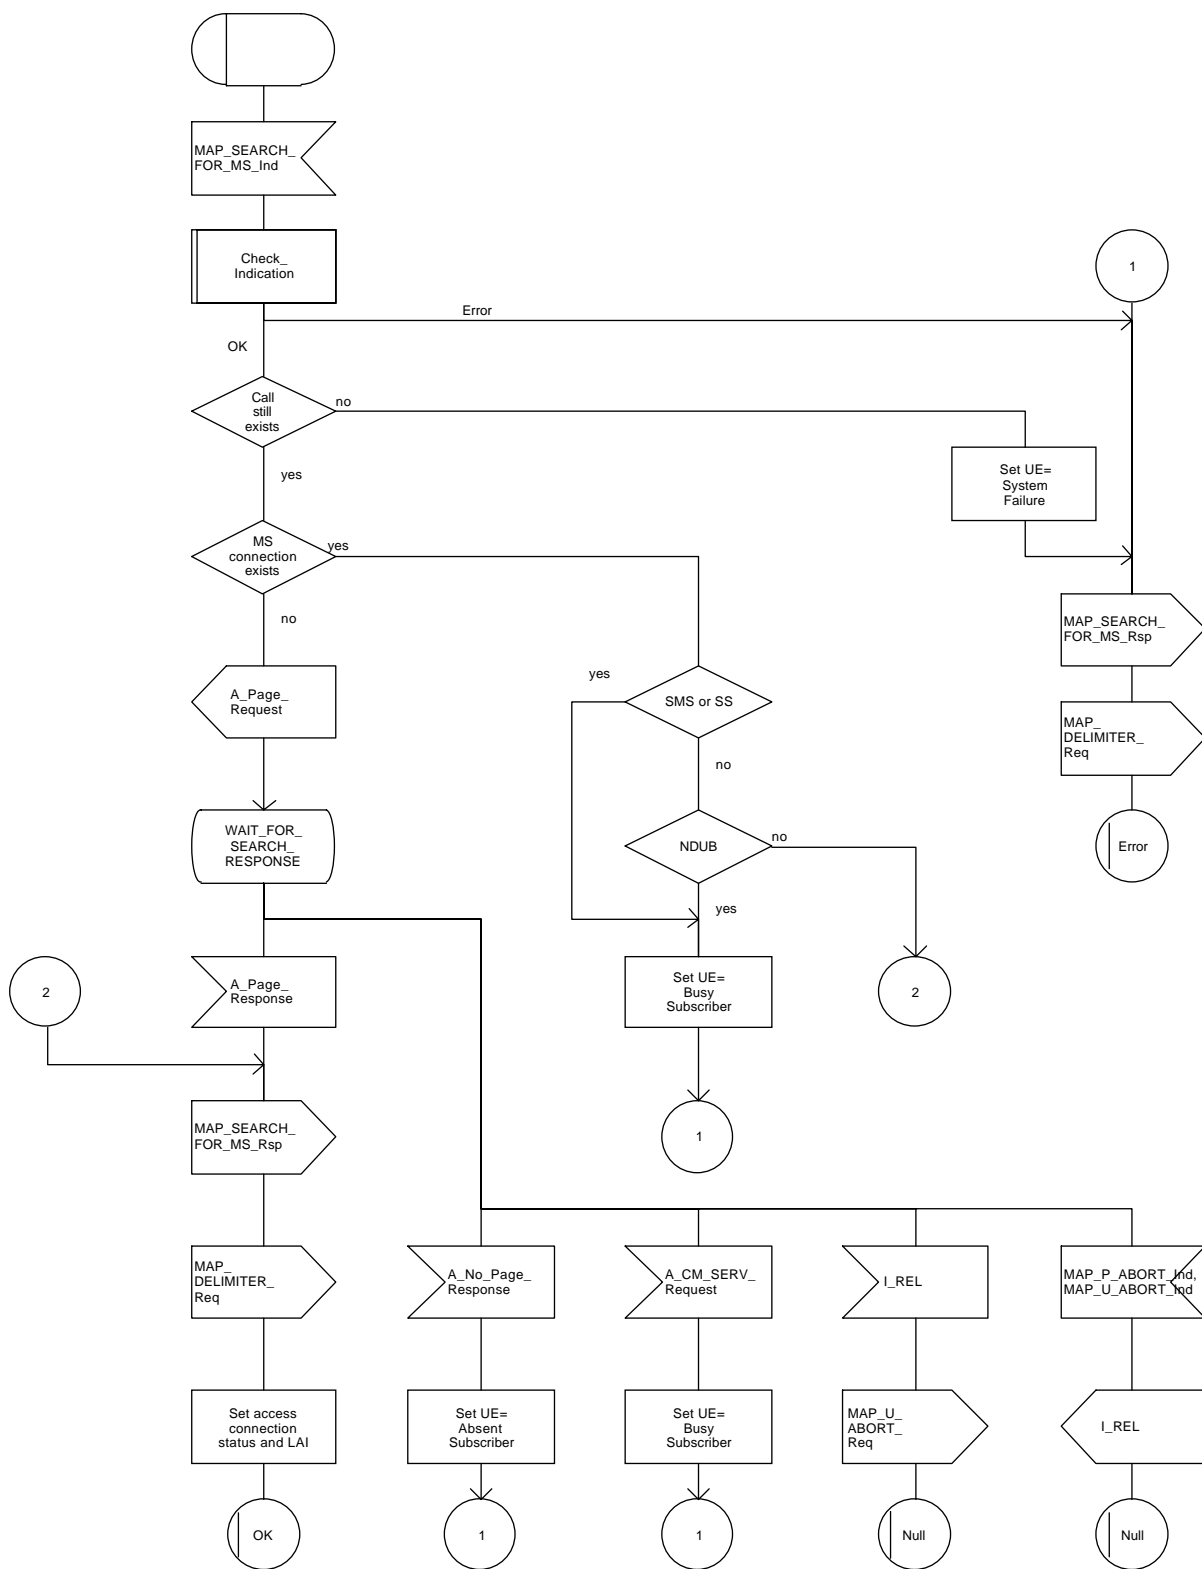 MAP_SEARCH_
FOR_MS_Ind
Check_
Indication
1
Error
OK
Call
still
exists
no
yes
Set UE=
System
Failure
MS
connection
exists
yes
no
MAP_SEARCH_
FOR_MS_Rsp
A_Page_
Request
yes
SMS or SS
no
MAP_
DELIMITER_
Req
WAIT_FOR_
SEARCH_
RESPONSE
NDUB
no
yes
Error
2
A_Page_
Response
Set UE=
Busy
Subscriber
2
MAP_SEARCH_
FOR_MS_Rsp
1
MAP_
DELIMITER_
Req
A_No_Page_
Response
A_CM_SERV_
Request
I_REL
MAP_P_ABORT_Ind,
MAP_U_ABORT_Ind
Set access
connection
status and LAI
Set UE=
Absent
Subscriber
Set UE=
Busy
Subscriber
MAP_U_
ABORT_
Req
I_REL
OK
1
1
Null
Null